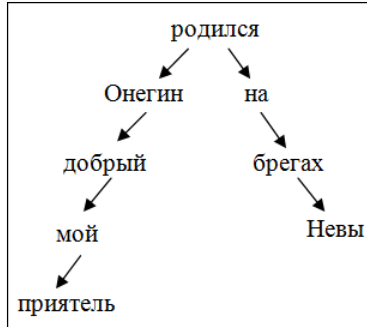 родился
Онегин на
добрый брегах
мой Невы
приятель